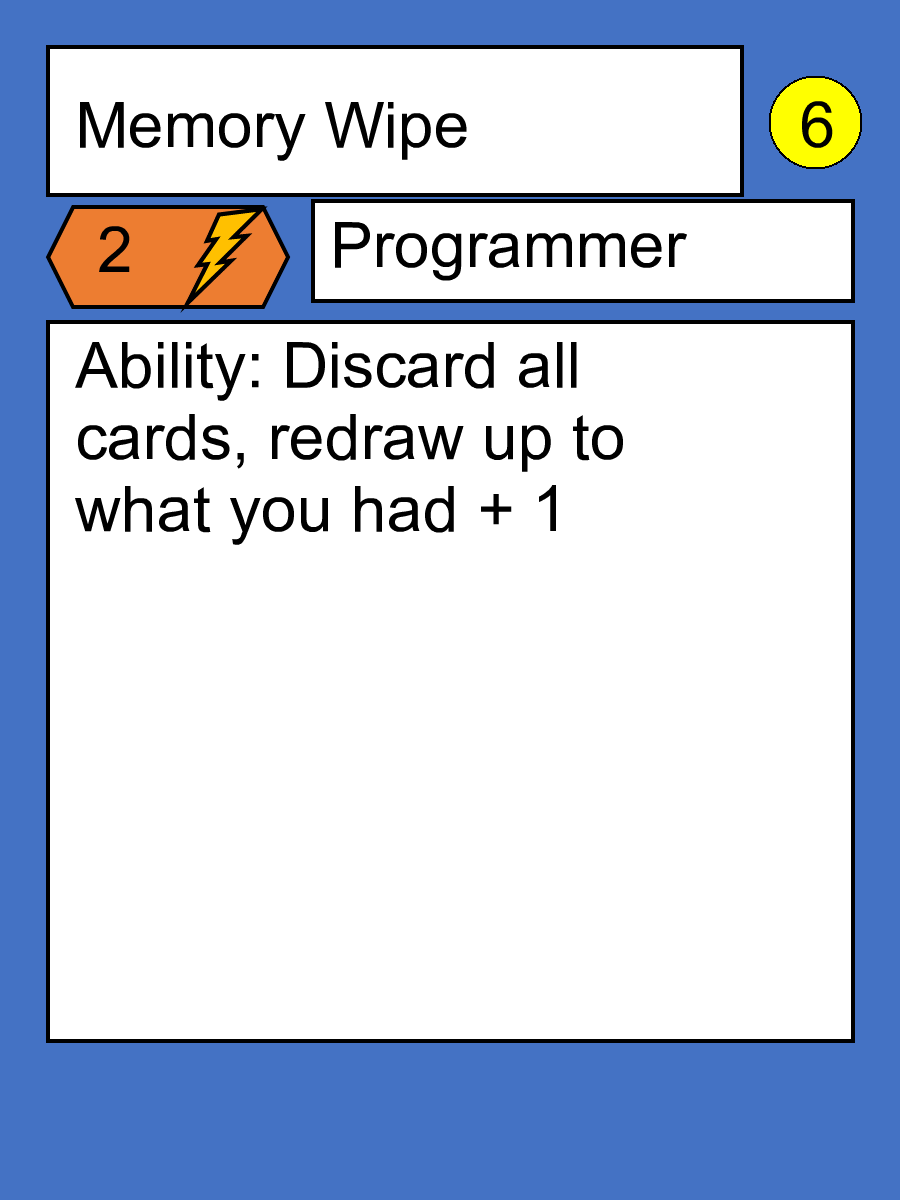 Memory Wipe
6
2
Programmer
Ability: Discard all
cards, redraw up to
what you had + 1